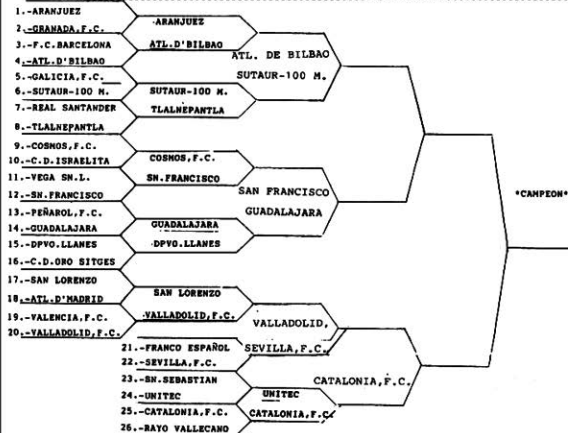 1.-ARANJUEZ
2.-GRANADA,F.C.
3.-F.C.BARCELONA
4.-ATL.D'BILBAO
5.-GALICIA,F.C.
6.-SUTAUR-100 M.
7.-REAL SANTANDER
8.-TLALNEPANTLA
9.-COSMOS,F.C.
10.-C.D.ISRAELITA
11.-VEGA SN.L.
12.-SN.FRANCISCO
13.-PEÑAROL,F.C.
14.-GUADALAJARA
15.-DPVO.LLANES
16.-C.D.ORO SITGES
17.-SAN LORENZO
18.-ATL.D'MADRID
19.-VALENCIA,F.C.
20.-VALLADOLID,F.C.
21.-FRANCO ESPAÑOL
22.-SEVILLA,F.C.
23.-SN.SEBASTIAN
24.-UNITEC
25.-CATALONIA,F.C.
26.-RAYO VALLECANO
ARANJUEZ
ATL.D'BILBAO
SUTAUR-100 M.
TLALNEPANTLA
COSMOS,F.C.
SN.FRANCISCO
GUADALAJARA
DPVO.LLANES
SAN LORENZO
VALLADOLID,F.C.
UNITEC
CATALONIA,F.C.
ATL. DE BILBAO
SUTAUR-100 M.
SAN FRANCISCO
GUADALAJARA
VALLADOLID,
SEVILLA,F.C.
CATALONIA,F.C.
"CAMPEON"